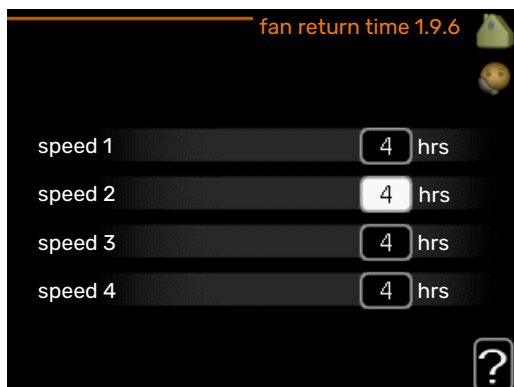 fan return time 1.9.6
speed 1 4 hrs
speed 2 4 hrs
speed 3 4 hrs
speed 4 4 hrs
?